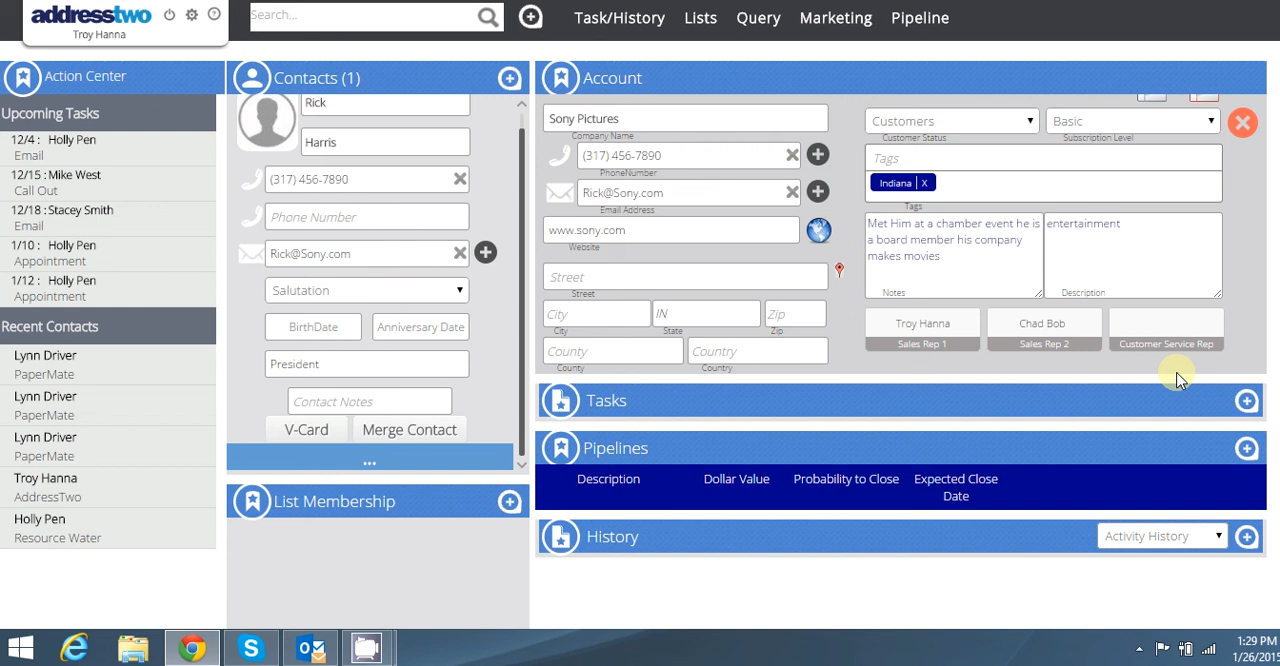 addresstwo
Troy Hanna
Search...
Task/History
Lists
Query
Marketing
Pipeline
Action Center
Upcoming Tasks
12/4 : Holly Pen
Email
12/15 : Mike West
Call Out
12/18 : Stacey Smith
Email
1/10 : Holly Pen
Appointment
1/12 : Holly Pen
Appointment
Recent Contacts
Lynn Driver
PaperMate
Lynn Driver
PaperMate
Lynn Driver
PaperMate
Troy Hanna
AddressTwo
Holly Pen
Resource Water
Contacts (1)
Rick
Harris
(317) 456-7890
Phone Number
Rick@Sony.com
Salutation
BirthDate
Anniversary Date
President
Contact Notes
V-Card
Merge Contact
...
List Membership
Account
Sony Pictures
Company Name
(317) 456-7890
PhoneNumber
Rick@Sony.com
Email Address
www.sony.com
Website
Street
Street
City
IN
Zip
City
State
Zip
County
Country
County
Country
Customers
Basic
Customer Status
Subscription Level
Tags
Indiana | X
Tags
Met Him at a chamber event he is
a board member his company
makes movies
Notes
entertainment
Description
Troy Hanna
Sales Rep 1
Chad Bob
Sales Rep 2
Customer Service Rep
Tasks
Pipelines
Description
Dollar Value
Probability to Close
Expected Close
Date
History
Activity History
1:29 PM
1/26/2015